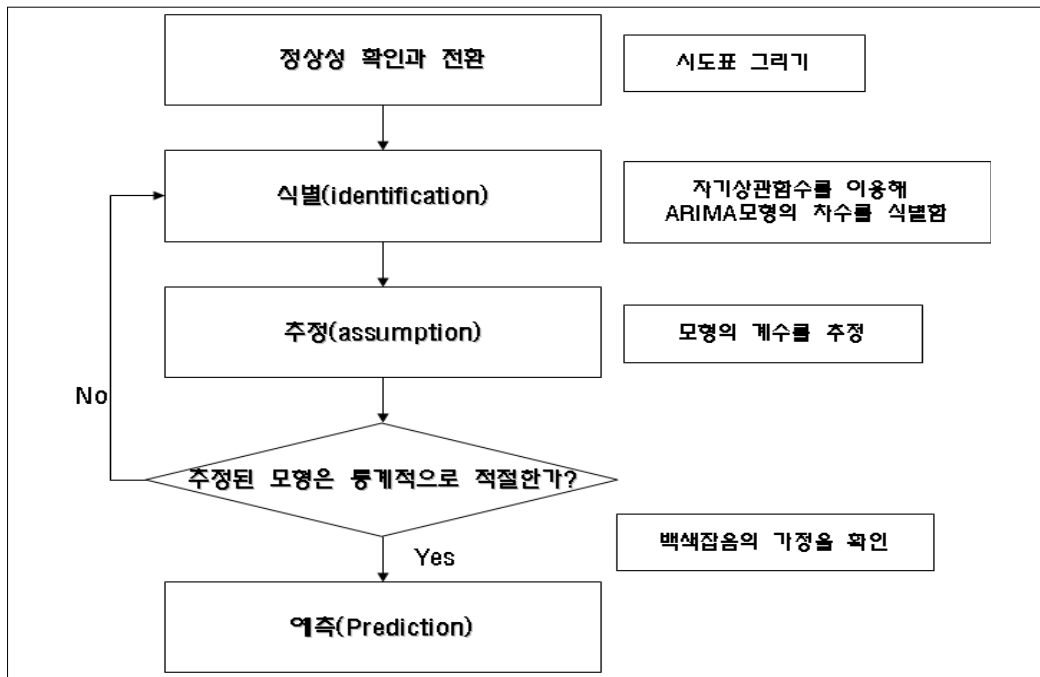 정상성 확인과 전환
시도표 그리기
식별(identification)
자기상관함수를 이용해
ARIMA모형의 차수를 식별함
추정(assumption)
모형의 계수를 추정
No
추정된 모형은 통계적으로 적절한가?
백색잡음의 가정을 확인
Yes
예측(Prediction)